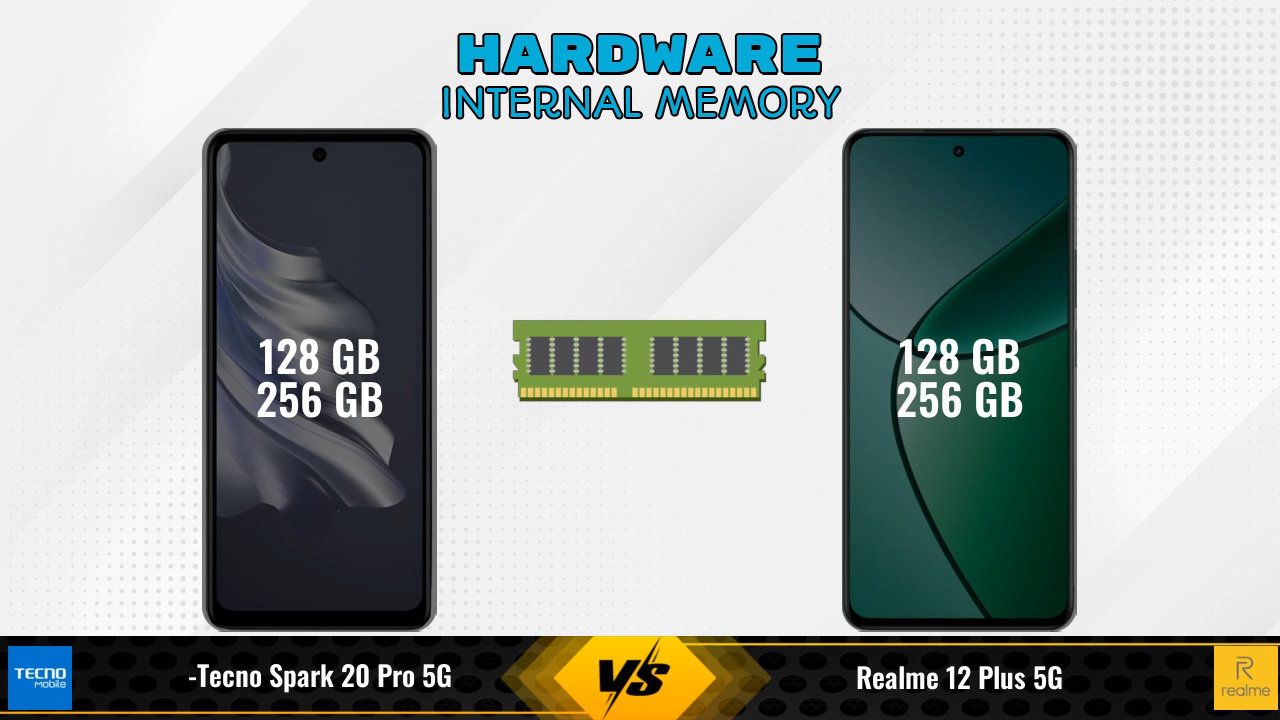 HARDWARE
INTERNAL MEMORY
128 GB
256 GB
128 GB
256 GB
TECNO
mobile
-Tecno Spark 20 Pro 5G
VS
Realme 12 Plus 5G
R
realme